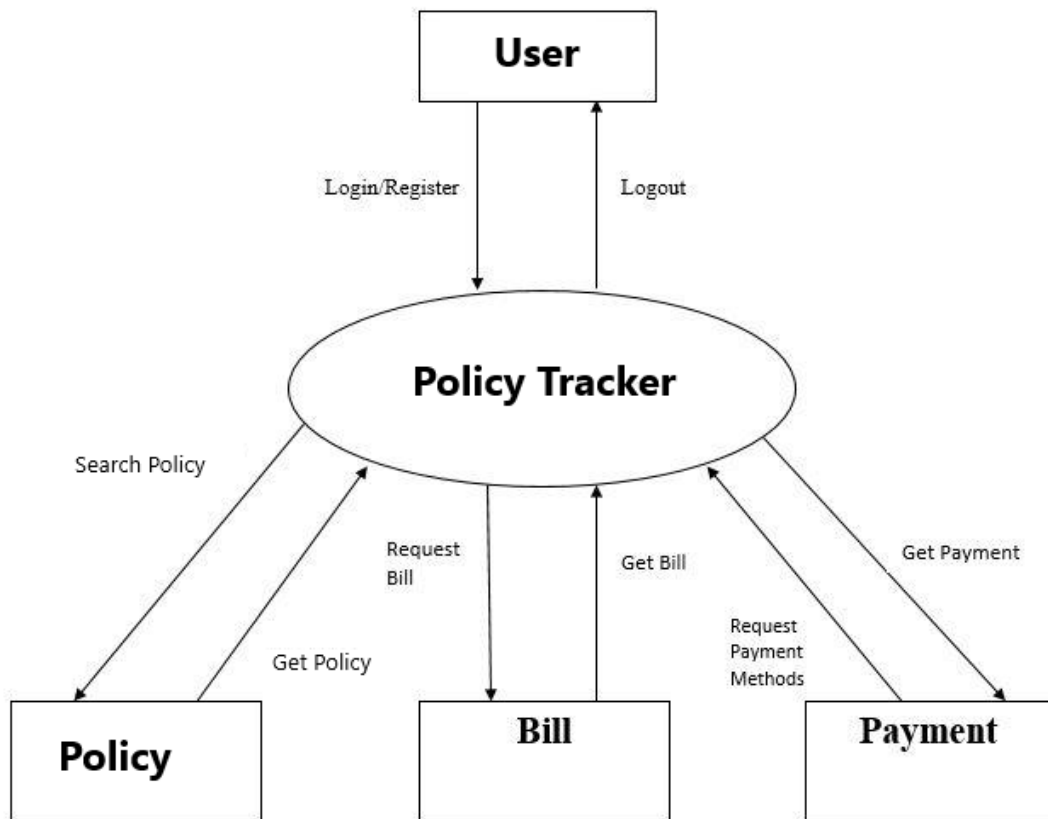 User
Login/Register
Logout
Policy Tracker
Search Policy
Request
Bill
Get Bill
Get Payment
Get Policy
Request
Payment
Methods
Policy
Bill
Payment